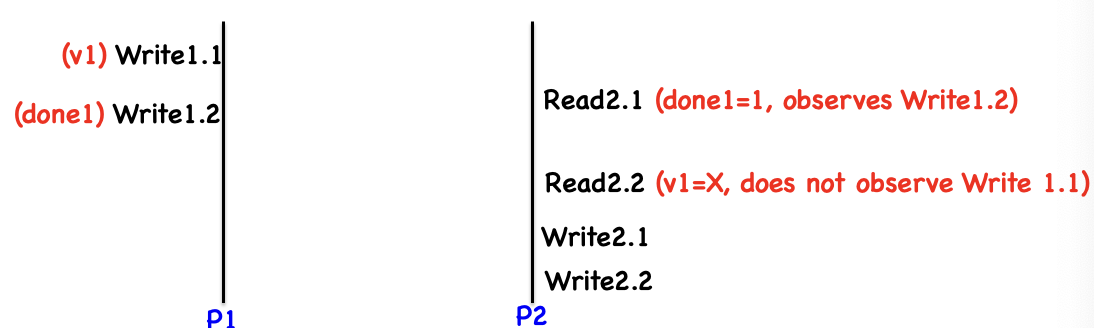 (v1) Write1.1
(done1) Write1.2
Read2.1 (done1=1, observes Write1.2)
Read2.2 (v1=X, does not observe Write 1.1)
Write2.1
Write2.2
P1
P2